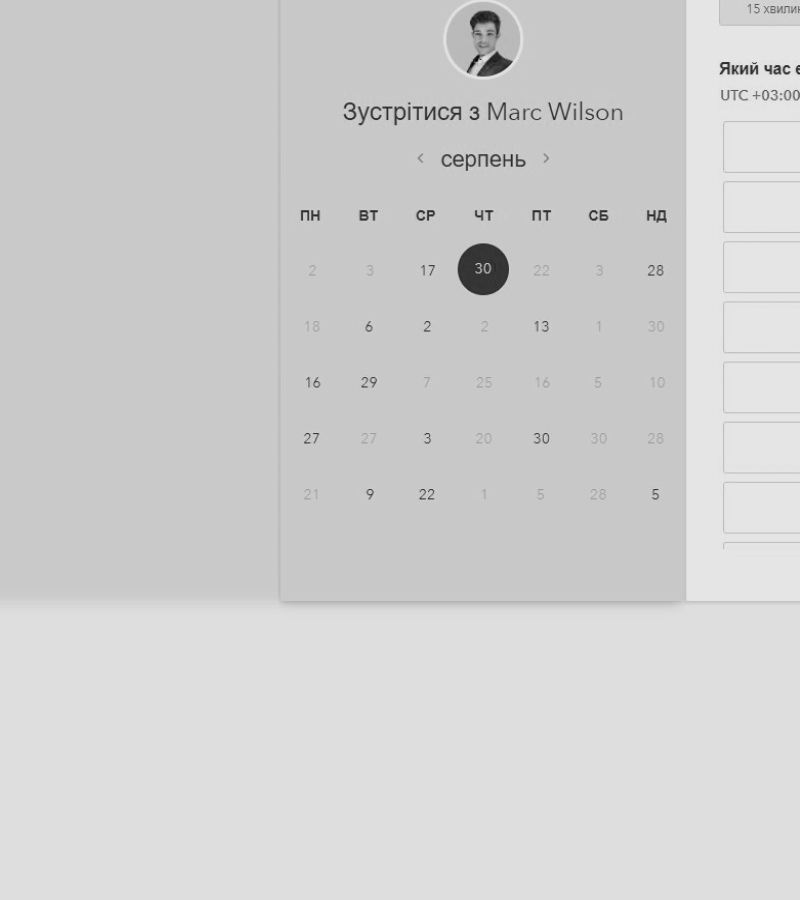 15 хвилин
Який час є
UTC +03:00
Зустрітися з Marc Wilson
серпень
ПН ВТ СР ЧТ ПТ СБ НД
2 3 17 30 22 3 28
18 6 2 2 13 1 30
16 29 7 25 16 5 10
27 27 3 20 30 30 28
21 9 22 1 5 28 5